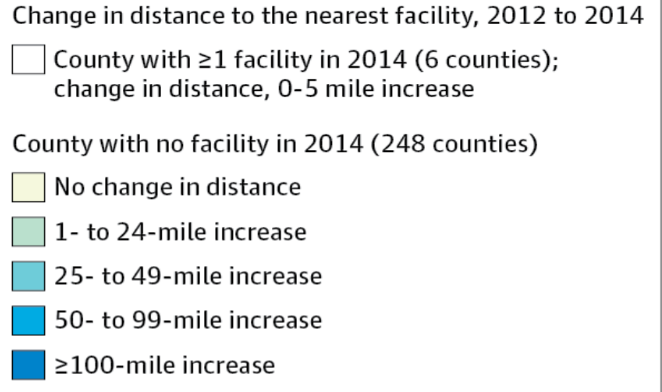 Change in distance to the nearest facility, 2012 to 2014
County with ≥1 facility in 2014 (6 counties);
change in distance, 0-5 mile increase
County with no facility in 2014 (248 counties)
No change in distance
1- to 24-mile increase
25- to 49-mile increase
50- to 99-mile increase
≥100-mile increase